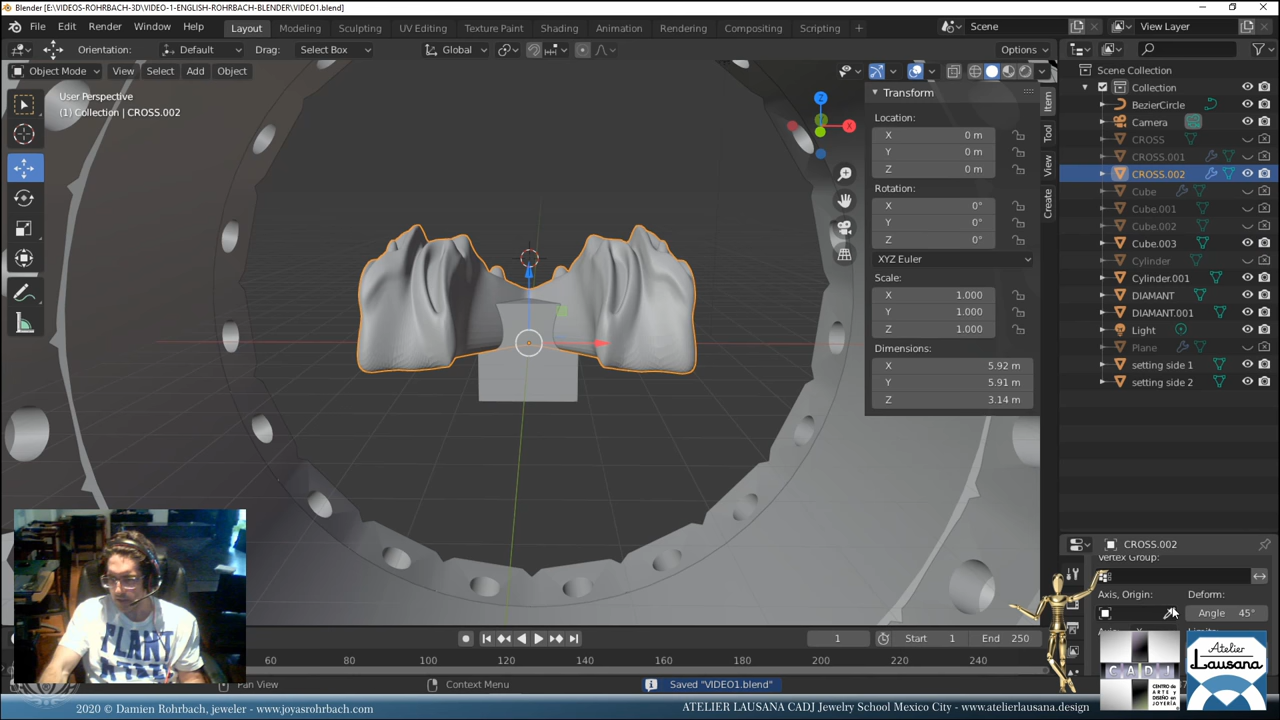 Blender [E:\VIDEOS-ROHRBACH-3D\VIDEO-1-ENGLISH-ROHRBACH-BLENDER\VIDEO1.blend]
File Edit Render Window Help Layout Modeling Sculpting UV Editing Texture Paint Shading Animation Rendering Compositing Scripting + Scene View Layer
Orientation: Default Drag: Select Box Global Options
Object Mode View Select Add Object
User Perspective
(1) Collection | CROSS.002
Z
X
Transform
Location:
X 0 m
Y 0 m
Z 0 m
Rotation:
X 0°
Y 0°
Z 0°
XYZ Euler
Scale:
X 1.000
Y 1.000
Z 1.000
Dimensions:
X 5.92 m
Y 5.91 m
Z 3.14 m
Item
Tool
View
Create
Scene Collection
Collection
BezierCircle
Camera
CROSS
CROSS.001
CROSS.002
Cube
Cube.001
Cube.002
Cube.003
Cylinder
Cylinder.001
DIAMANT
DIAMANT.001
Light
Plane
setting side 1
setting side 2
CROSS.002
Vertex Group:
Axis, Origin: Deform:
Angle 45°
PLANT
1 Start 1 End 250
60 80 100 120 140 160 180 200 220 240
Pan View Context Menu Saved "VIDEO1.blend"
CADJ
CENTRO DE
ARTE Y
DISEÑO EN
JOYERÍA
Atelier
Lausana
2020 © Damien Rohrbach, jeweler - www.joyasrohrbach.com
ATELIER LAUSANA CADJ Jewelry School Mexico City - www.atelierlausana.design